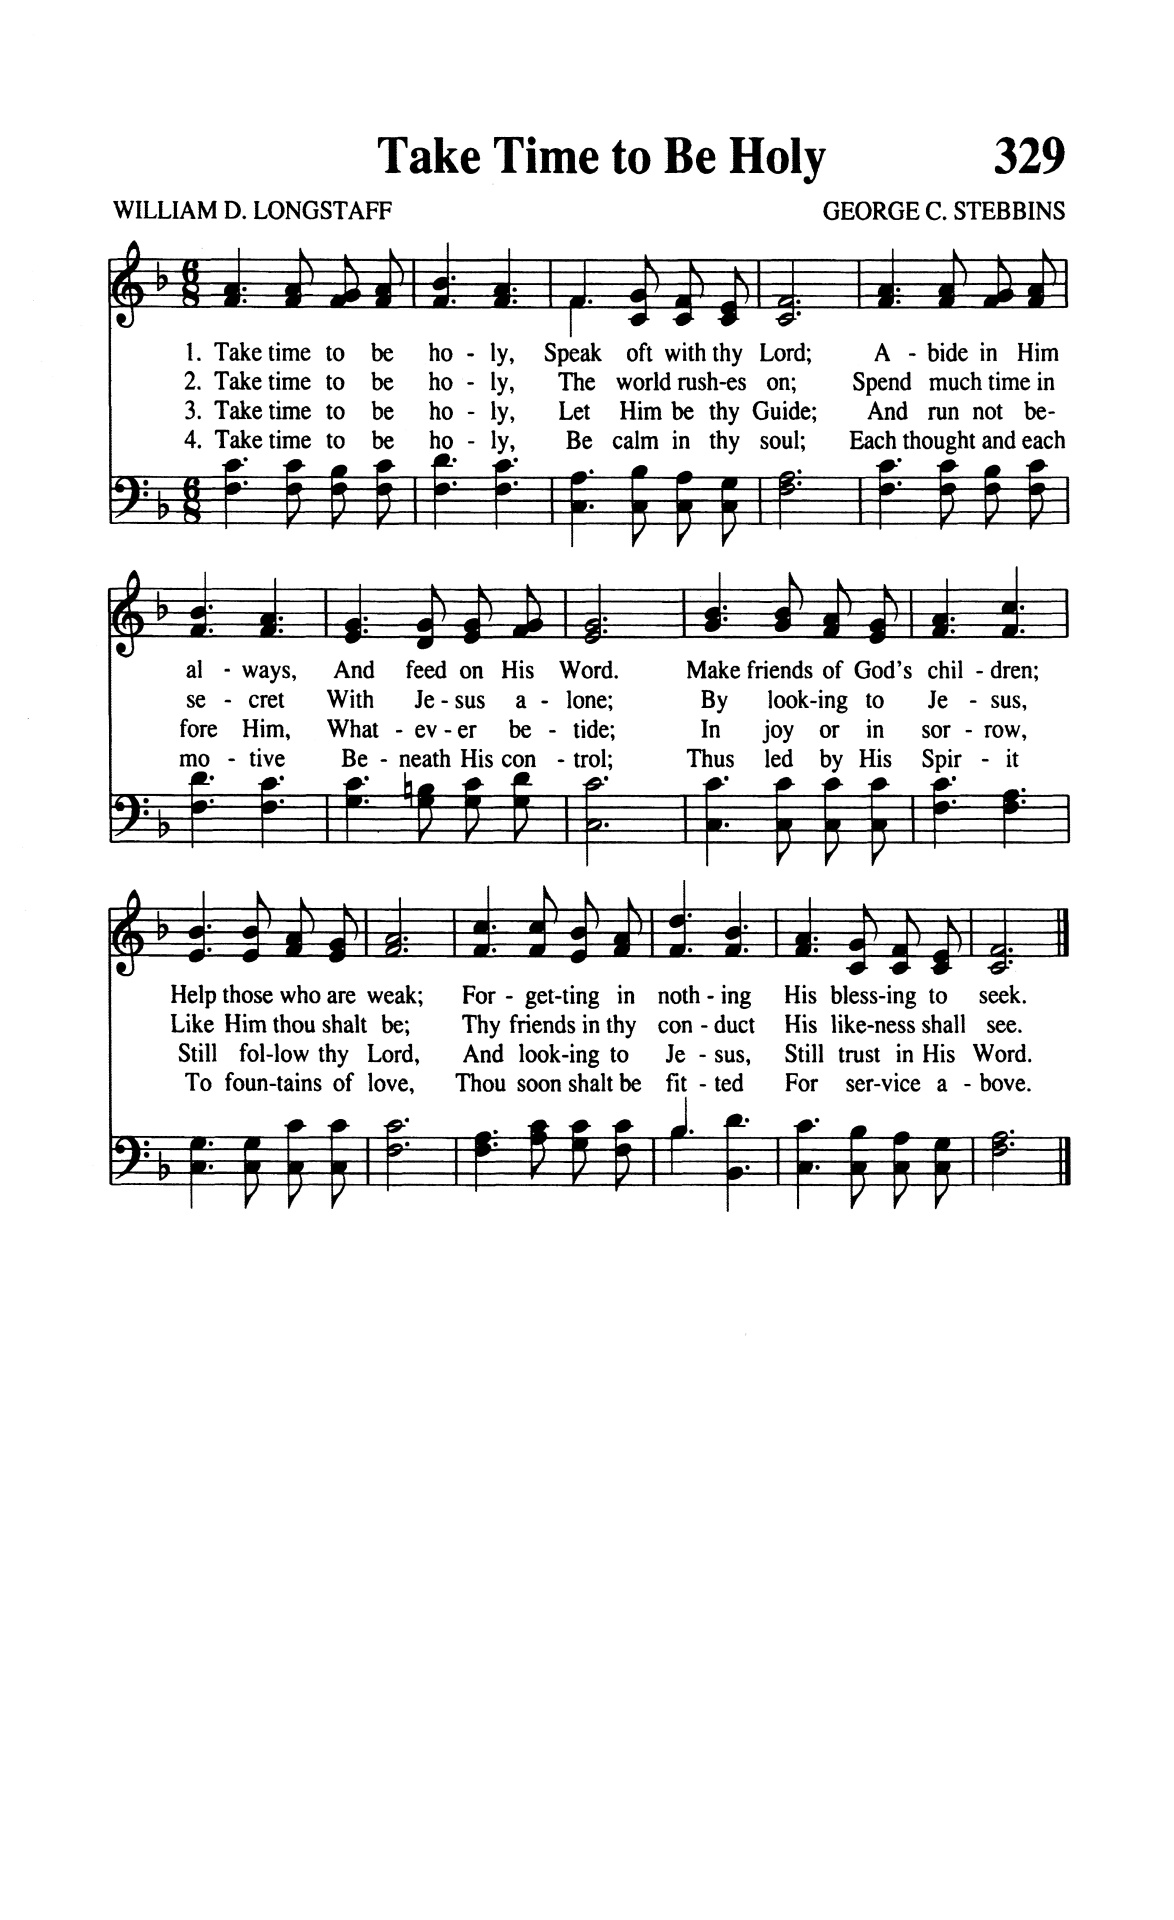 Take Time to Be Holy 329
WILLIAM D. LONGSTAFF GEORGE C. STEBBINS
6 8
1. Take time to be ho - ly, Speak oft with thy Lord; A - bide in Him
2. Take time to be ho - ly, The world rush-es on; Spend much time in
3. Take time to be ho - ly, Let Him be thy Guide; And run not be-
4. Take time to be ho - ly, Be calm in thy soul; Each thought and each
6 8
al - ways, And feed on His Word. Make friends of God's chil - dren;
se - cret With Je - sus a - lone; By look-ing to Je - sus,
fore Him, What - ev - er be - tide; In joy or in sor - row,
mo - tive Be - neath His con - trol; Thus led by His Spir - it
Help those who are weak; For - get-ting in noth - ing His bless-ing to seek.
Like Him thou shalt be; Thy friends in thy con - duct His like-ness shall see.
Still fol-low thy Lord, And look-ing to Je - sus, Still trust in His Word.
To foun-tains of love, Thou soon shalt be fit - ted For ser-vice a - bove.